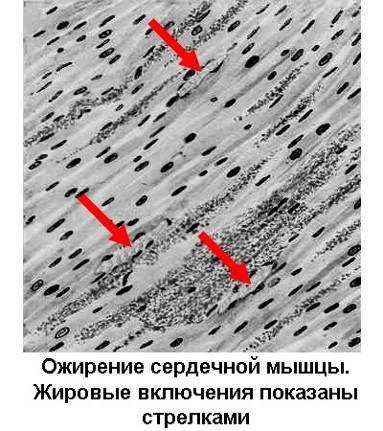 Ожирение сердечной мышцы.
Жировые включения показаны
стрелками